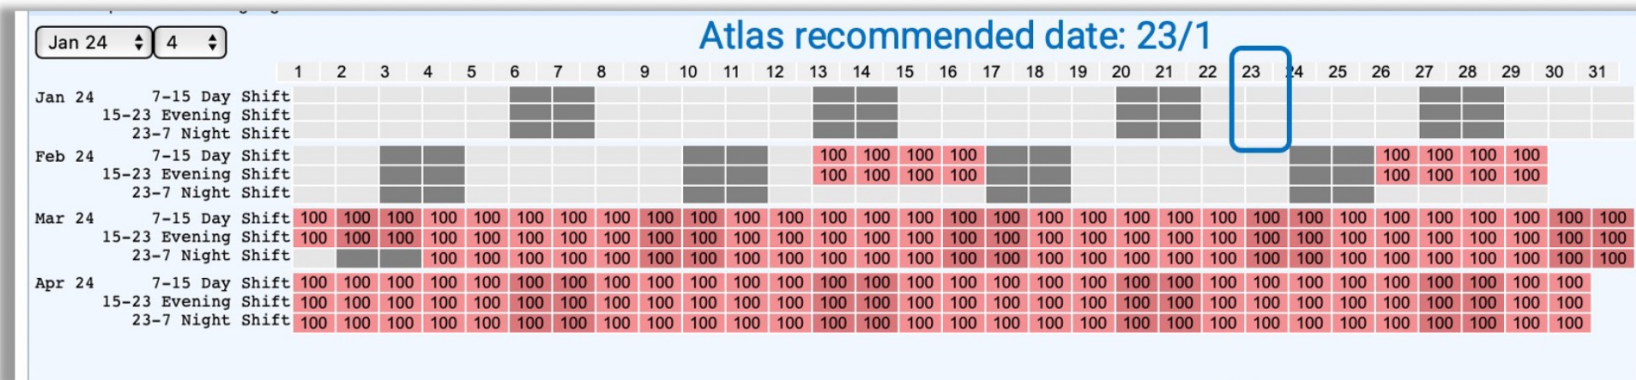 Jan 24 4
Atlas recommended date: 23/1
1 2 3 4 5 6 7 8 9 10 11 12 13 14 15 16 17 18 19 20 21 22 23 24 25 26 27 28 29 30 31
Jan 24 7-15 Day Shift
15-23 Evening Shift
23-7 Night Shift
Feb 24 7-15 Day Shift 100 100 100 100 100 100 100 100
15-23 Evening Shift 100 100 100 100 100 100 100 100
23-7 Night Shift
Mar 24 7-15 Day Shift 100 100 100 100 100 100 100 100 100 100 100 100 100 100 100 100 100 100 100 100 100 100 100 100 100 100 100 100 100 100 100
15-23 Evening Shift 100 100 100 100 100 100 100 100 100 100 100 100 100 100 100 100 100 100 100 100 100 100 100 100 100 100 100 100 100 100 100
23-7 Night Shift 100 100 100 100 100 100 100 100 100 100 100 100 100 100 100 100 100 100 100 100 100 100 100 100 100 100 100 100
Apr 24 7-15 Day Shift 100 100 100 100 100 100 100 100 100 100 100 100 100 100 100 100 100 100 100 100 100 100 100 100 100 100 100 100 100 100
15-23 Evening Shift 100 100 100 100 100 100 100 100 100 100 100 100 100 100 100 100 100 100 100 100 100 100 100 100 100 100 100 100 100 100
23-7 Night Shift 100 100 100 100 100 100 100 100 100 100 100 100 100 100 100 100 100 100 100 100 100 100 100 100 100 100 100 100 100 100